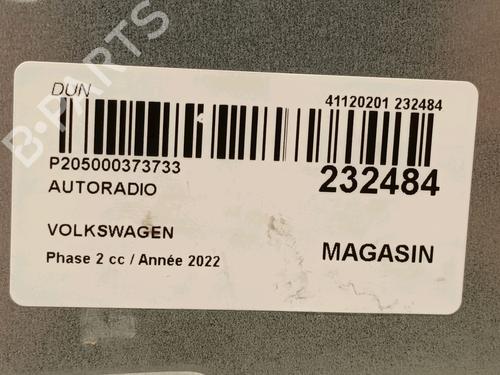 DUN
41120201 232484
P205000373733
232484
AUTORADIO
VOLKSWAGEN
MAGASIN
Phase 2 cc / Année 2022
B-PARTS